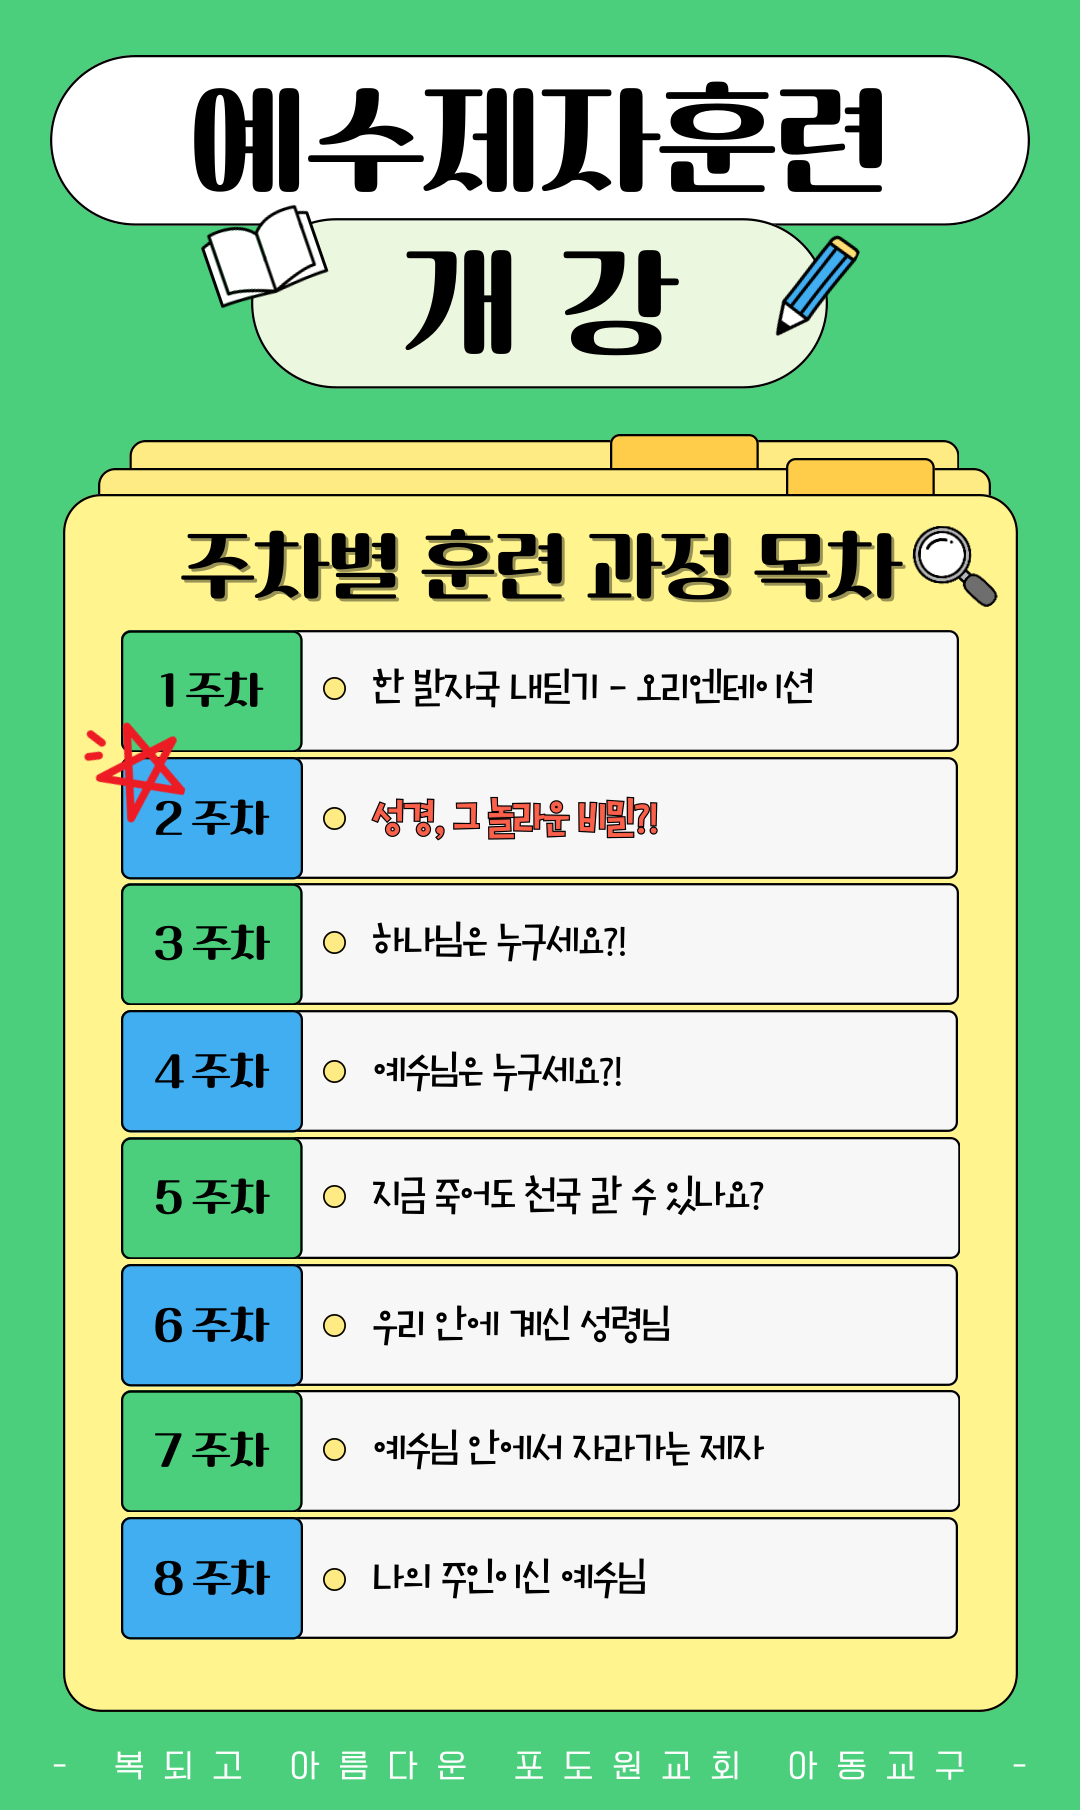 예수제자훈련
개 강
주차별 훈련 과정 목차
1 주차
한 발자국 내딛기 - 오리엔테이션
2 주차
성경, 그 놀라운 비밀?!
3 주차
하나님은 누구세요?!
4 주차
예수님은 누구세요?!
5 주차
지금 죽어도 천국 갈 수 있나요?
6 주차
우리 안에 계신 성령님
7 주차
예수님 안에서 자라가는 제자
8 주차
나의 주인이신 예수님
- 복되고 아름다운 포도원교회 아동교구 -